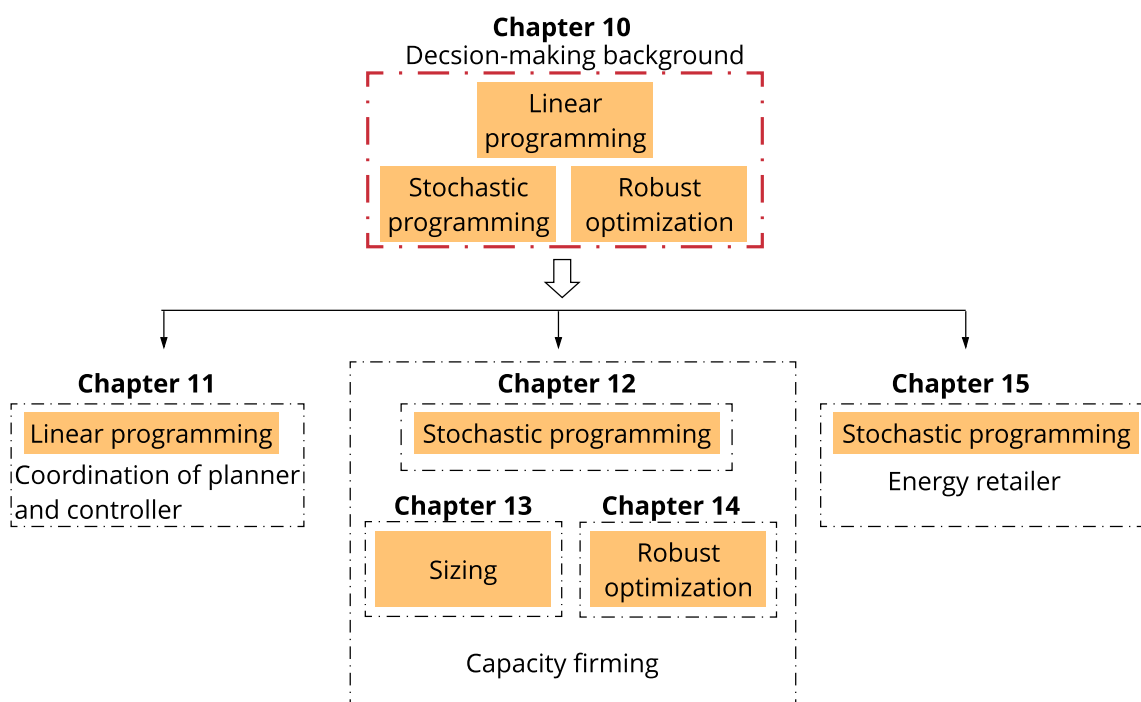 Chapter 10
Decsion-making background
Linear
programming
Stochastic
programming
Robust
optimization
Chapter 11
Linear programming
Coordination of planner
and controller
Chapter 12
Stochastic programming
Chapter 13
Sizing
Chapter 14
Robust
optimization
Capacity firming
Chapter 15
Stochastic programming
Energy retailer